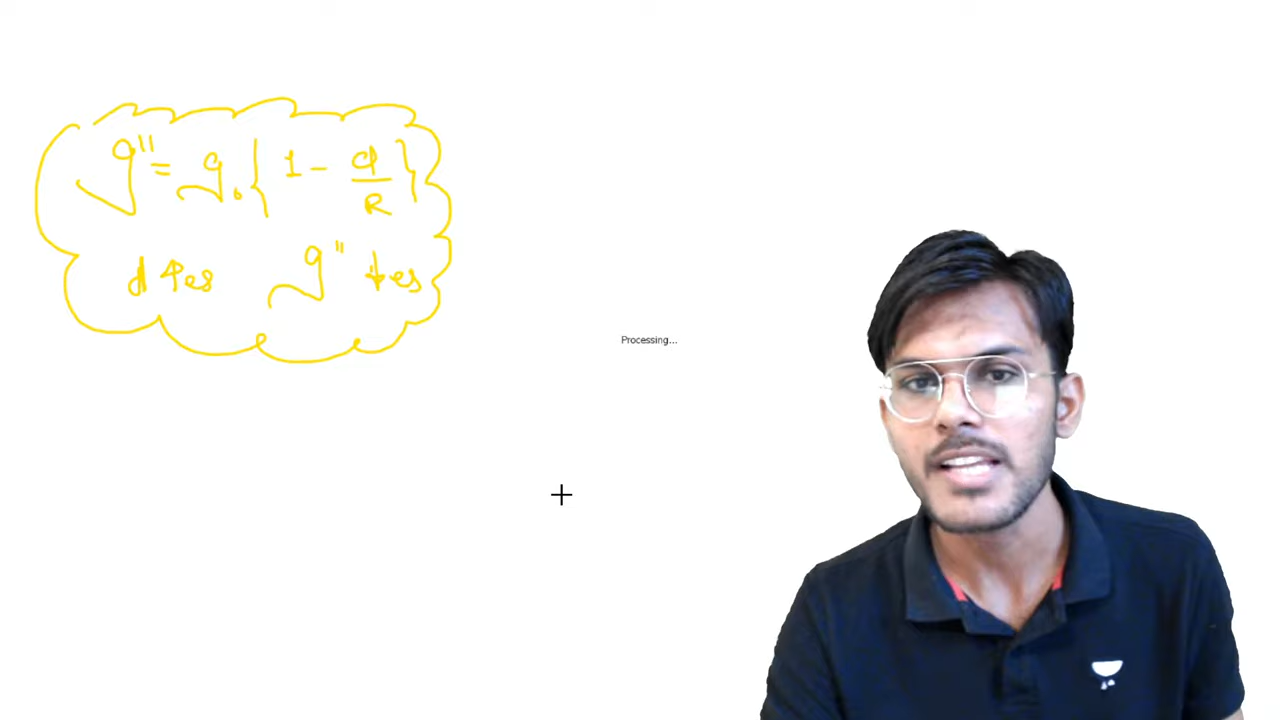 g'' = g₀{1 - d/R}
d ↑es g'' ↓es
Processing...